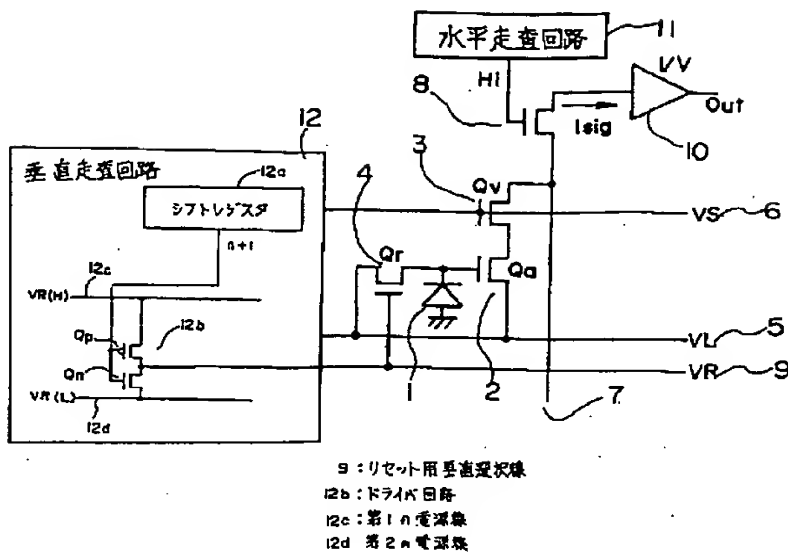 水平走査回路
11
Hi
8
I/V
Isig
Out
10
垂直走査回路
12
12a
シフトレジスタ
n+1
12c
VR(H)
Qp
12b
Qn
VR(L)
12d
3
Qv
VS
6
4
Qr
Qa
VL
5
VR
9
1
2
7
9:リセット用垂直選択線
12b:ドライバ回路
12c:第1の電源線
12d 第2の電源線